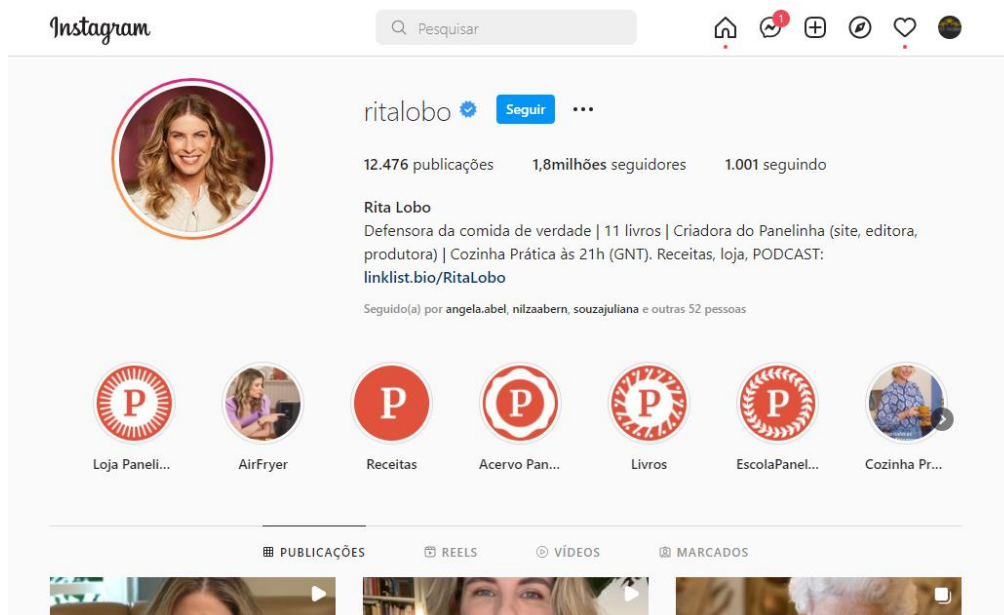 Instagram
Pesquisar
1
ritalobo Seguir
12.476 publicações 1,8milhões seguidores 1.001 seguindo
Rita Lobo
Defensora da comida de verdade | 11 livros | Criadora do Panelinha (site, editora,
produtora) | Cozinha Prática às 21h (GNT). Receitas, loja, PODCAST:
linklist.bio/RitaLobo
Seguido(a) por angela.abel, nilzaabern, souzajuliana e outras 52 pessoas
P P P P P
Loja Paneli... AirFryer Receitas Acervo Pan... Livros EscolaPanel... Cozinha Pr...
PUBLICAÇÕES REELS VÍDEOS MARCADOS